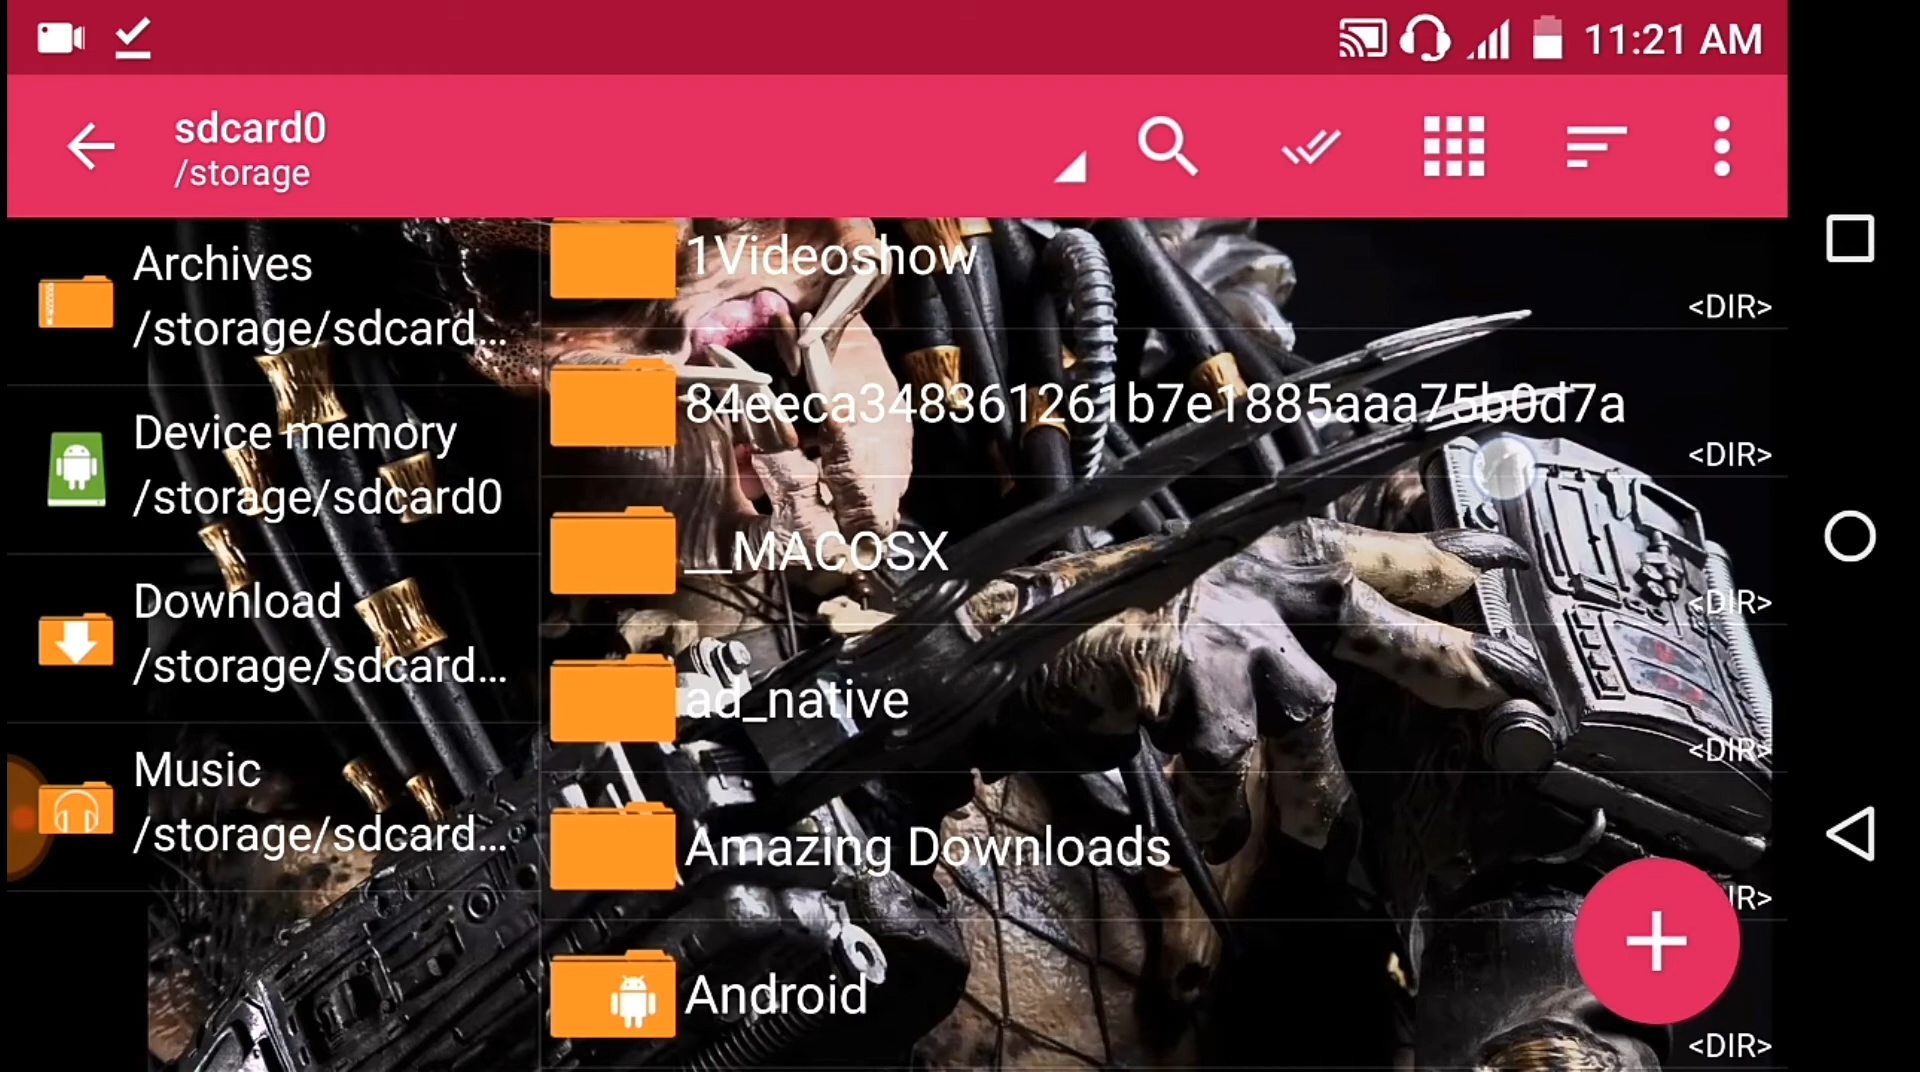 11:21 AM
sdcard0
/storage
Archives
/storage/sdcard...
Device memory
/storage/sdcard0
Download
/storage/sdcard...
Music
/storage/sdcard...
1Videoshow
<DIR>
84eeca348361261b7e1885aaa75b0d7a
<DIR>
__MACOSX
<DIR>
ad_native
<DIR>
Amazing Downloads
IR>
Android
<DIR>